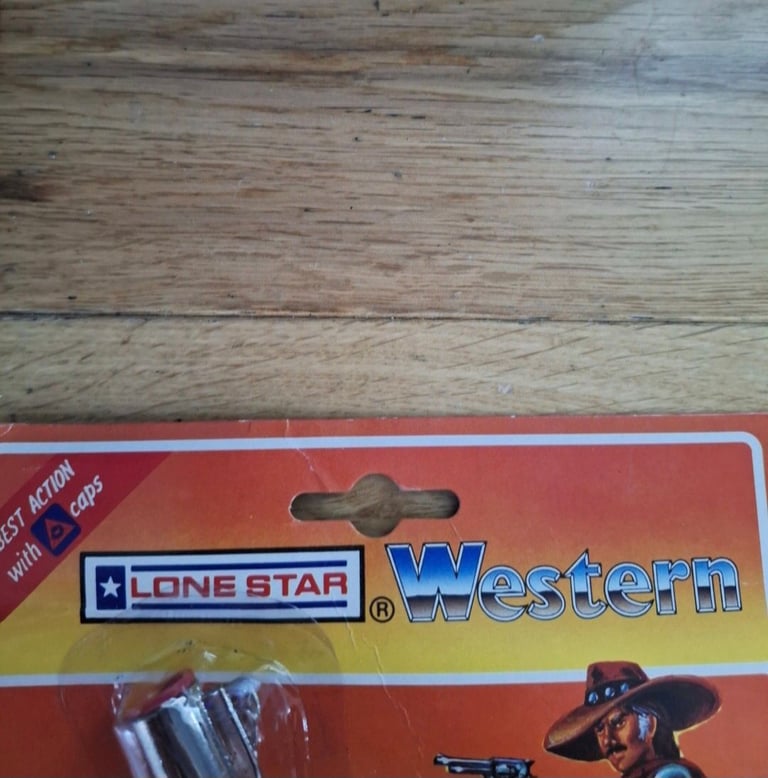 BEST ACTION
with caps
LONE STAR ® Western